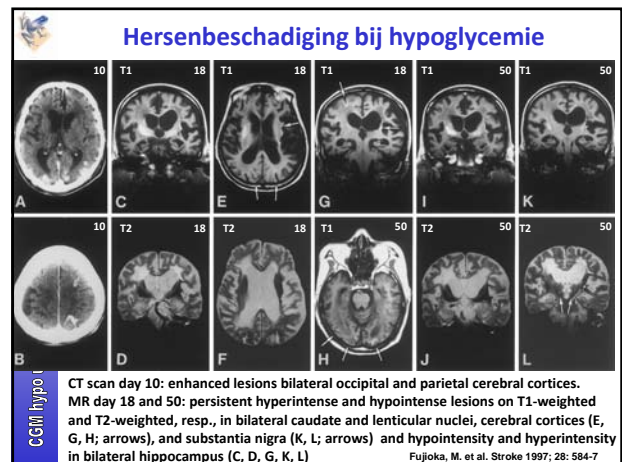 Hersenbeschadiging bij hypoglycemie
10 T1 18 T1 18 T1 18 T1 50 T1 50
A C E G I K
10 T2 18 T2 18 T1 50 T2 50 T2 50
B D F H J L
CGM hypo
CT scan day 10: enhanced lesions bilateral occipital and parietal cerebral cortices.
MR day 18 and 50: persistent hyperintense and hypointense lesions on T1-weighted
and T2-weighted, resp., in bilateral caudate and lenticular nuclei, cerebral cortices (E,
G, H; arrows), and substantia nigra (K, L; arrows) and hypointensity and hyperintensity
in bilateral hippocampus (C, D, G, K, L) Fujioka, M. et al. Stroke 1997; 28: 584-7